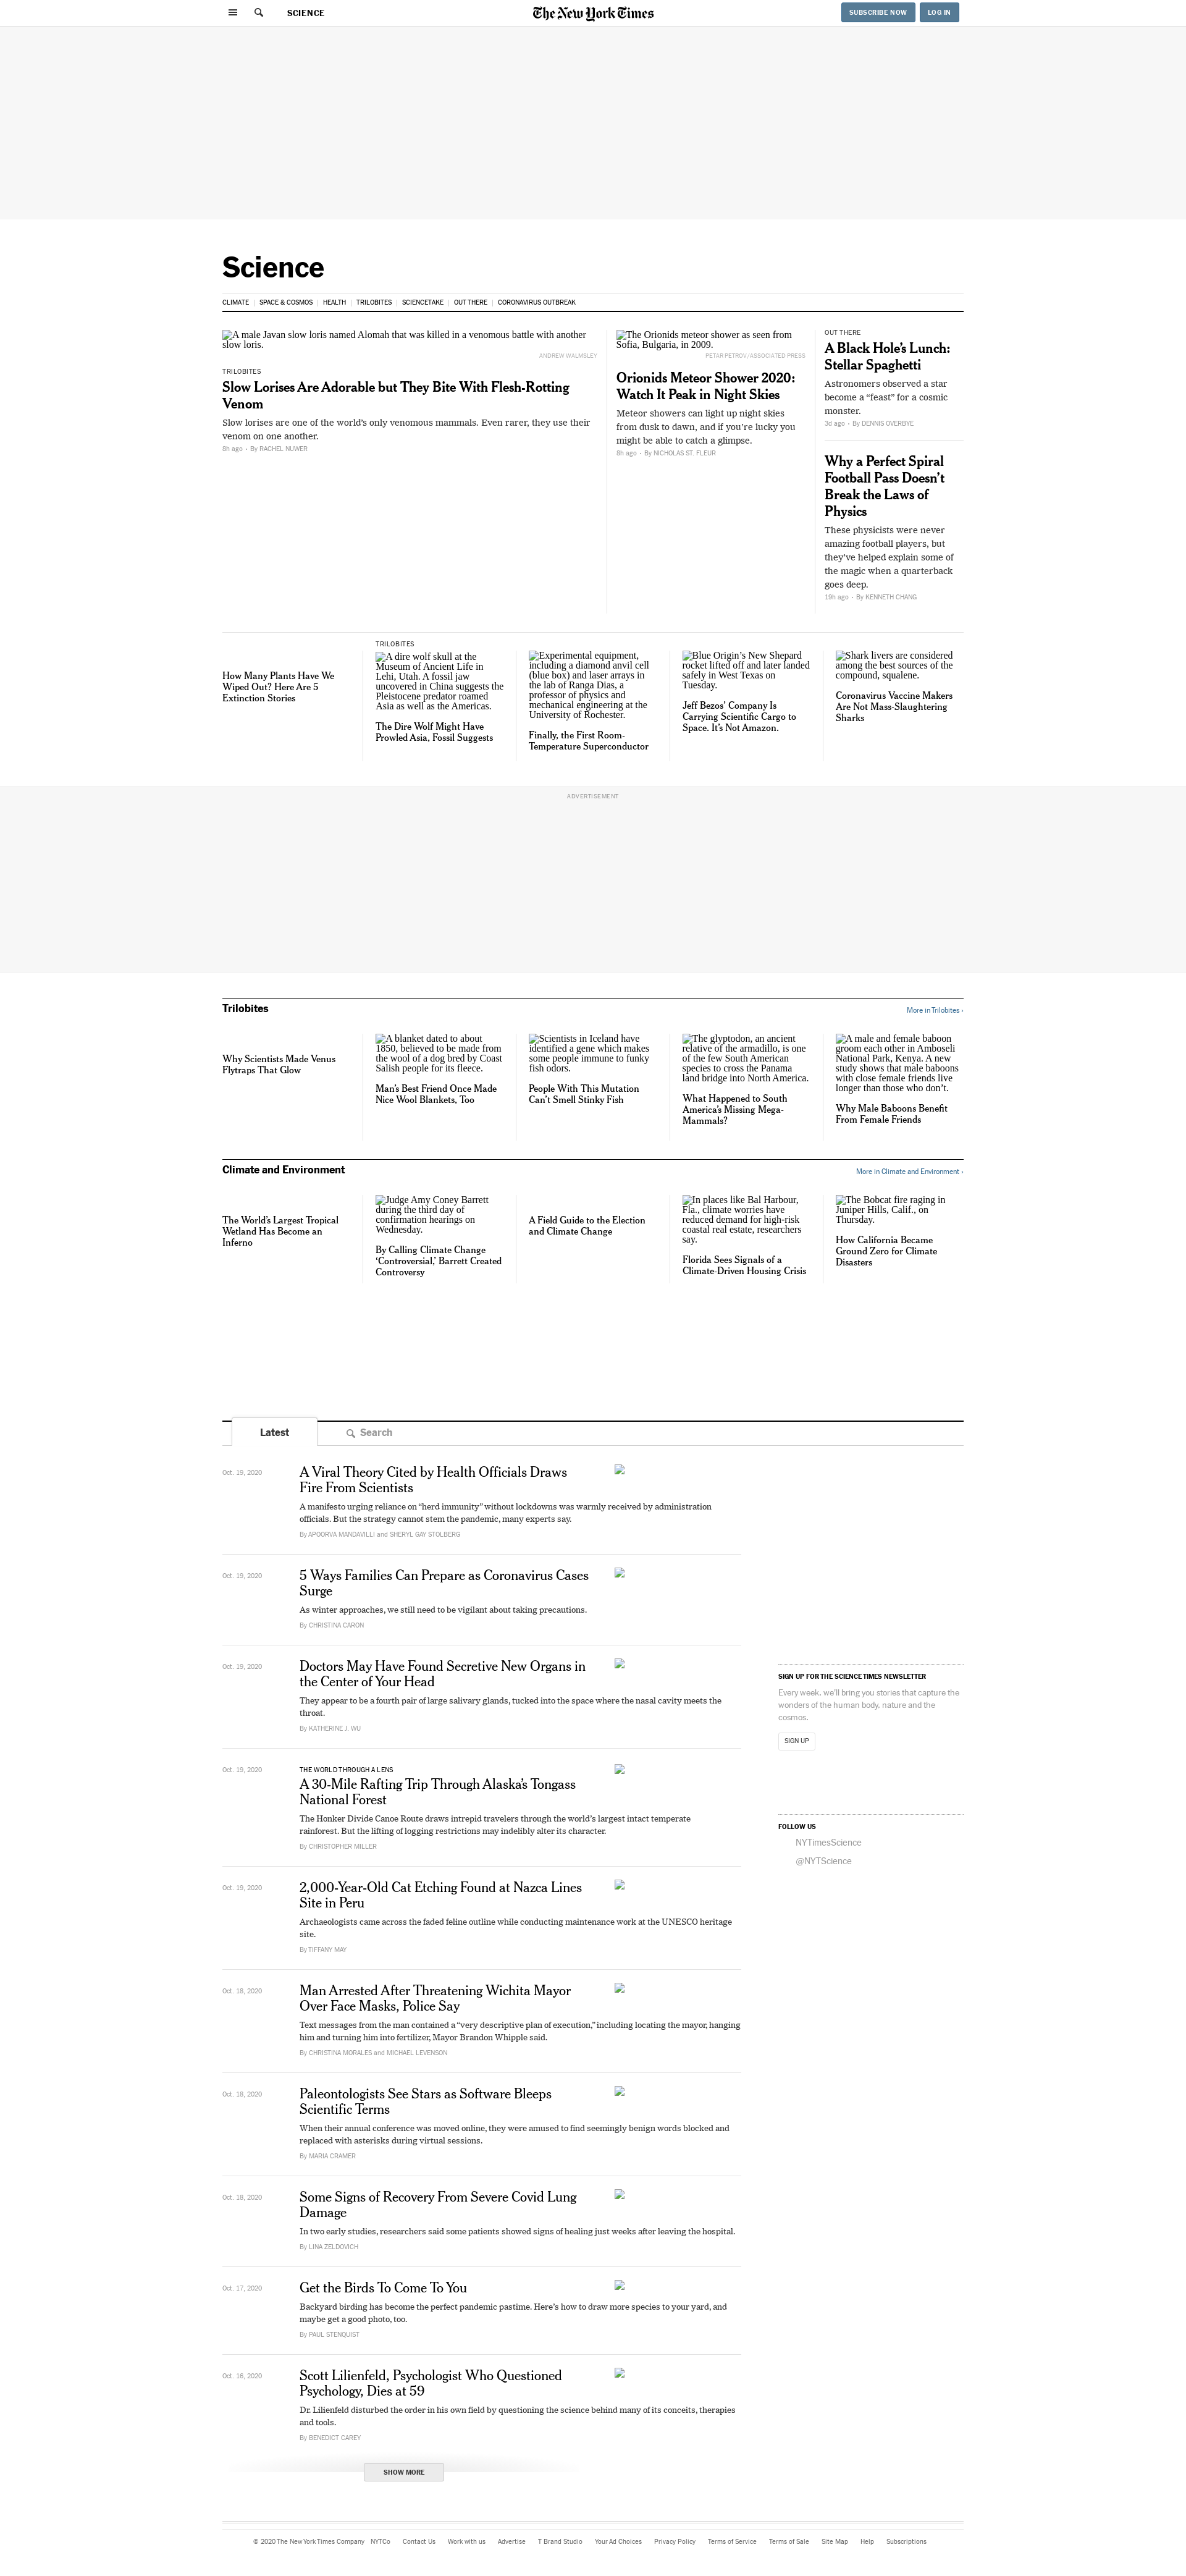 SCIENCE
The New York Times
SUBSCRIBE NOW
LOG IN
Science
CLIMATE
SPACE & COSMOS
HEALTH
TRILOBITES
SCIENCETAKE
OUT THERE
CORONAVIRUS OUTBREAK
A male Javan slow loris named Alomah that was killed in a venomous battle with another
slow loris.
ANDREW WALMSLEY
TRILOBITES
Slow Lorises Are Adorable but They Bite With Flesh-Rotting
Venom
Slow lorises are one of the world's only venomous mammals. Even rarer, they use their
venom on one another.
8h ago • By RACHEL NUWER
The Orionids meteor shower as seen from
Sofia, Bulgaria, in 2009.
PETAR PETROV/ASSOCIATED PRESS
Orionids Meteor Shower 2020:
Watch It Peak in Night Skies
Meteor showers can light up night skies
from dusk to dawn, and if you're lucky you
might be able to catch a glimpse.
8h ago • By NICHOLAS ST. FLEUR
OUT THERE
A Black Hole's Lunch:
Stellar Spaghetti
Astronomers observed a star
become a “feast” for a cosmic
monster.
3d ago • By DENNIS OVERBYE
Why a Perfect Spiral
Football Pass Doesn't
Break the Laws of
Physics
These physicists were never
amazing football players, but
they've helped explain some of
the magic when a quarterback
goes deep.
19h ago • By KENNETH CHANG
How Many Plants Have We
Wiped Out? Here Are 5
Extinction Stories
TRILOBITES
A dire wolf skull at the
Museum of Ancient Life in
Lehi, Utah. A fossil jaw
uncovered in China suggests the
Pleistocene predator roamed
Asia as well as the Americas.
The Dire Wolf Might Have
Prowled Asia, Fossil Suggests
Experimental equipment,
including a diamond anvil cell
(blue box) and laser arrays in
the lab of Ranga Dias, a
professor of physics and
mechanical engineering at the
University of Rochester.
Finally, the First Room-
Temperature Superconductor
Blue Origin's New Shepard
rocket lifted off and later landed
safely in West Texas on
Tuesday.
Jeff Bezos' Company Is
Carrying Scientific Cargo to
Space. It's Not Amazon.
Shark livers are considered
among the best sources of the
compound, squalene.
Coronavirus Vaccine Makers
Are Not Mass-Slaughtering
Sharks
ADVERTISEMENT
Trilobites
More in Trilobites ›
Why Scientists Made Venus
Flytraps That Glow
A blanket dated to about
1850, believed to be made from
the wool of a dog bred by Coast
Salish people for its fleece.
Man's Best Friend Once Made
Nice Wool Blankets, Too
Scientists in Iceland have
identified a gene which makes
some people immune to funky
fish odors.
People With This Mutation
Can't Smell Stinky Fish
The glyptodon, an ancient
relative of the armadillo, is one
of the few South American
species to cross the Panama
land bridge into North America.
What Happened to South
America's Missing Mega-
Mammals?
A male and female baboon
groom each other in Amboseli
National Park, Kenya. A new
study shows that male baboons
with close female friends live
longer than those who don't.
Why Male Baboons Benefit
From Female Friends
Climate and Environment
More in Climate and Environment ›
The World's Largest Tropical
Wetland Has Become an
Inferno
Judge Amy Coney Barrett
during the third day of
confirmation hearings on
Wednesday.
By Calling Climate Change
‘Controversial,’ Barrett Created
Controversy
A Field Guide to the Election
and Climate Change
In places like Bal Harbour,
Fla., climate worries have
reduced demand for high-risk
coastal real estate, researchers
say.
Florida Sees Signals of a
Climate-Driven Housing Crisis
The Bobcat fire raging in
Juniper Hills, Calif., on
Thursday.
How California Became
Ground Zero for Climate
Disasters
Latest
Search
Oct. 19, 2020
A Viral Theory Cited by Health Officials Draws
Fire From Scientists
A manifesto urging reliance on “herd immunity” without lockdowns was warmly received by administration
officials. But the strategy cannot stem the pandemic, many experts say.
By APOORVA MANDAVILLI and SHERYL GAY STOLBERG
Oct. 19, 2020
5 Ways Families Can Prepare as Coronavirus Cases
Surge
As winter approaches, we still need to be vigilant about taking precautions.
By CHRISTINA CARON
Oct. 19, 2020
Doctors May Have Found Secretive New Organs in
the Center of Your Head
They appear to be a fourth pair of large salivary glands, tucked into the space where the nasal cavity meets the
throat.
By KATHERINE J. WU
Oct. 19, 2020
THE WORLD THROUGH A LENS
A 30-Mile Rafting Trip Through Alaska's Tongass
National Forest
The Honker Divide Canoe Route draws intrepid travelers through the world's largest intact temperate
rainforest. But the lifting of logging restrictions may indelibly alter its character.
By CHRISTOPHER MILLER
Oct. 19, 2020
2,000-Year-Old Cat Etching Found at Nazca Lines
Site in Peru
Archaeologists came across the faded feline outline while conducting maintenance work at the UNESCO heritage
site.
By TIFFANY MAY
Oct. 18, 2020
Man Arrested After Threatening Wichita Mayor
Over Face Masks, Police Say
Text messages from the man contained a “very descriptive plan of execution,” including locating the mayor, hanging
him and turning him into fertilizer, Mayor Brandon Whipple said.
By CHRISTINA MORALES and MICHAEL LEVENSON
Oct. 18, 2020
Paleontologists See Stars as Software Bleeps
Scientific Terms
When their annual conference was moved online, they were amused to find seemingly benign words blocked and
replaced with asterisks during virtual sessions.
By MARIA CRAMER
Oct. 18, 2020
Some Signs of Recovery From Severe Covid Lung
Damage
In two early studies, researchers said some patients showed signs of healing just weeks after leaving the hospital.
By LINA ZELDOVICH
Oct. 17, 2020
Get the Birds To Come To You
Backyard birding has become the perfect pandemic pastime. Here's how to draw more species to your yard, and
maybe get a good photo, too.
By PAUL STENQUIST
Oct. 16, 2020
Scott Lilienfeld, Psychologist Who Questioned
Psychology, Dies at 59
Dr. Lilienfeld disturbed the order in his own field by questioning the science behind many of its conceits, therapies
and tools.
By BENEDICT CAREY
SHOW MORE
SIGN UP FOR THE SCIENCE TIMES NEWSLETTER
Every week, we'll bring you stories that capture the
wonders of the human body, nature and the
cosmos.
SIGN UP
FOLLOW US
NYTimesScience
@NYTScience
© 2020 The New York Times Company NYTCo Contact Us Work with us Advertise T Brand Studio Your Ad Choices Privacy Policy Terms of Service Terms of Sale Site Map Help Subscriptions